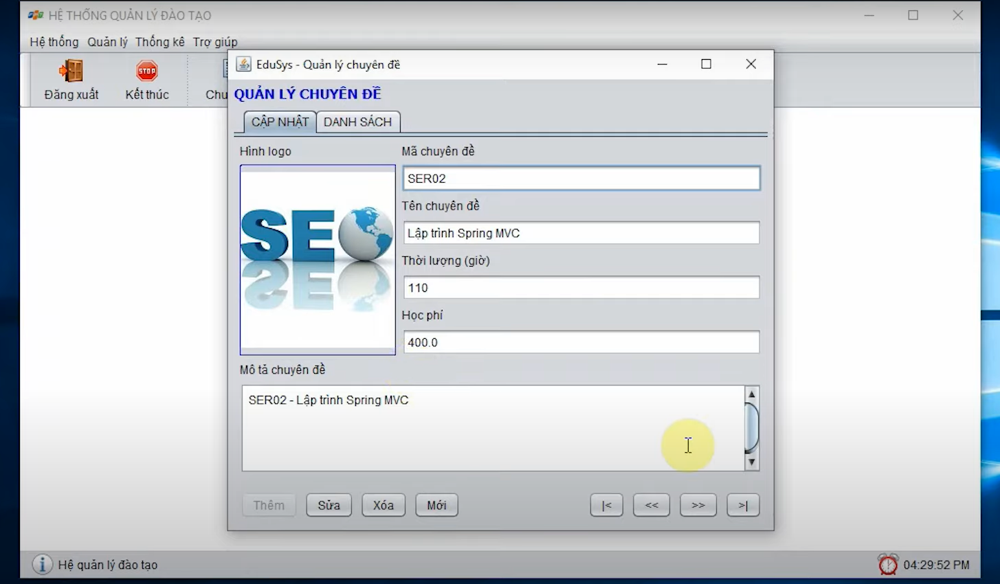 HỆ THỐNG QUẢN LÝ ĐÀO TẠO
Hệ thống Quản lý Thống kê Trợ giúp
Đăng xuất
STOP
Kết thúc
Chu
EduSys - Quản lý chuyên đề
QUẢN LÝ CHUYÊN ĐỀ
CẬP NHẬT
DANH SÁCH
Hình logo
SEO
Mã chuyên đề
SER02
Tên chuyên đề
Lập trình Spring MVC
Thời lượng (giờ)
110
Học phí
400.0
Mô tả chuyên đề
SER02 - Lập trình Spring MVC
Thêm
Sửa
Xóa
Mới
|<
<<
>>
>|
Hệ quản lý đào tạo
04:29:52 PM